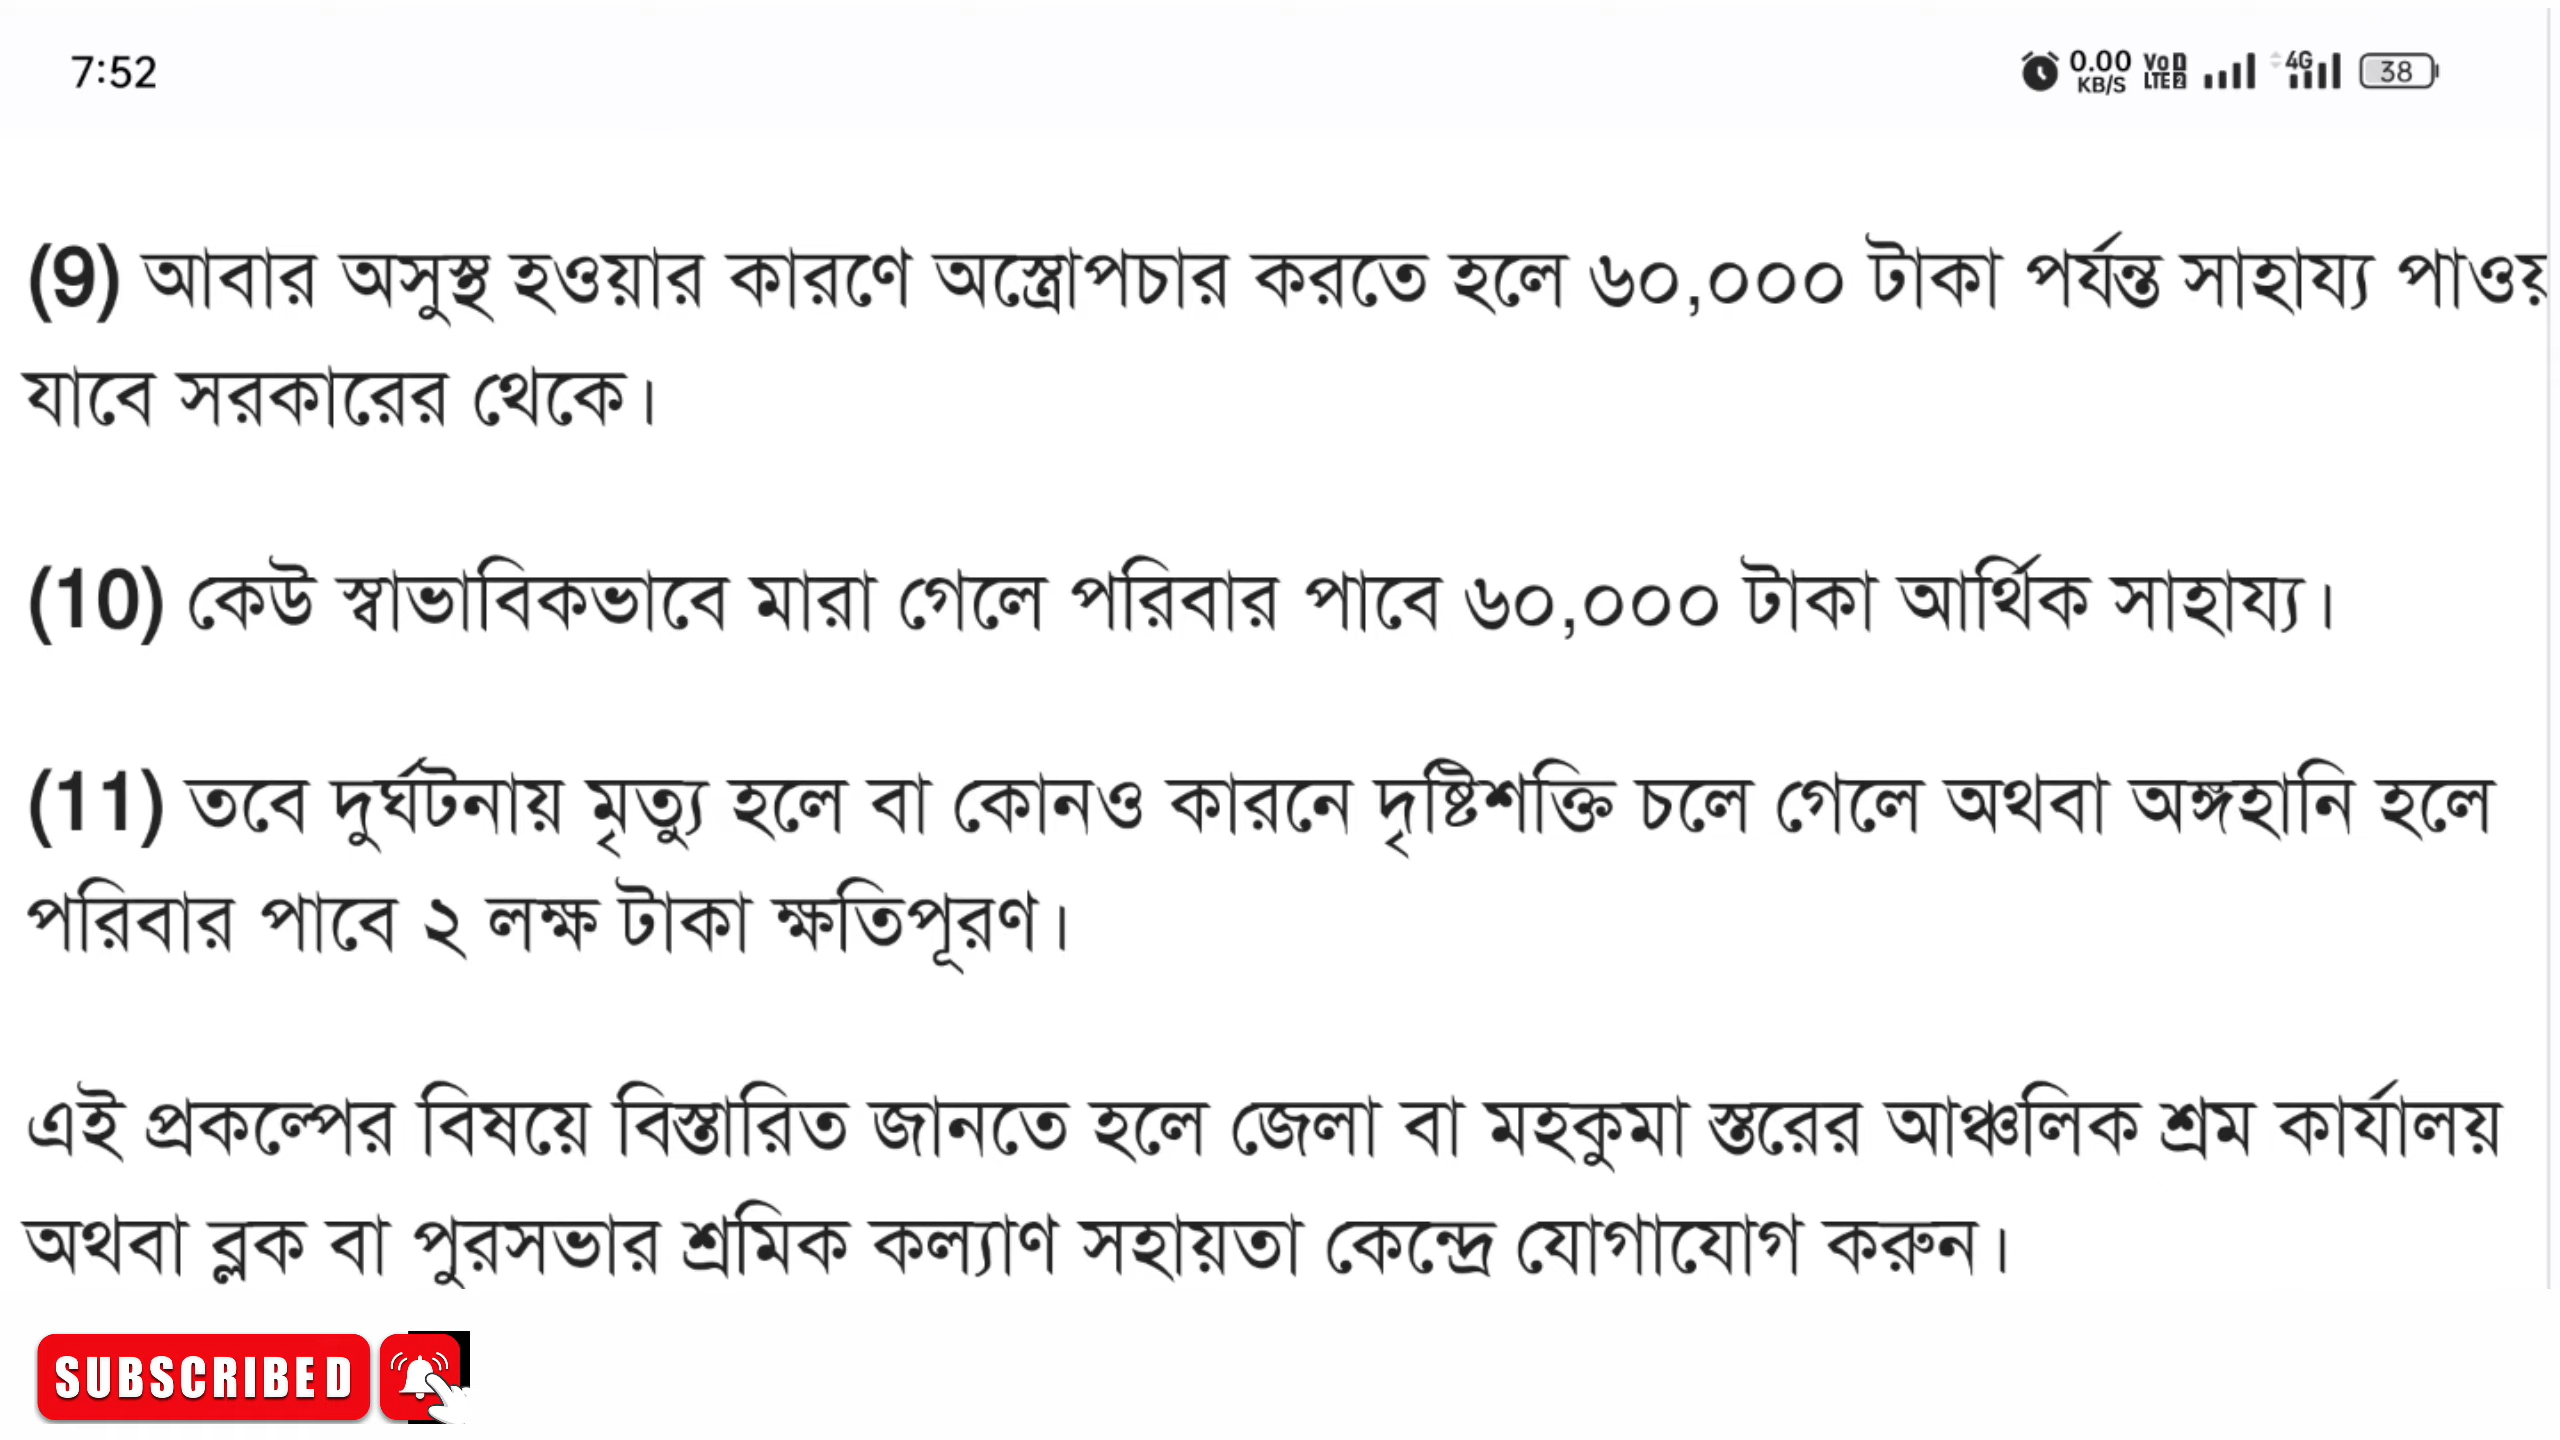 7:52
0.00 KB/S VoLTE 2 4G 38
(9) আবার অসুস্থ হওয়ার কারণে অস্ত্রোপচার করতে হলে ৬০,০০০ টাকা পর্যন্ত সাহায্য পাওয়
যাবে সরকারের থেকে।
(10) কেউ স্বাভাবিকভাবে মারা গেলে পরিবার পাবে ৬০,০০০ টাকা আর্থিক সাহায্য।
(11) তবে দুর্ঘটনায় মৃত্যু হলে বা কোনও কারনে দৃষ্টিশক্তি চলে গেলে অথবা অঙ্গহানি হলে
পরিবার পাবে ২ লক্ষ টাকা ক্ষতিপূরণ।
এই প্রকল্পের বিষয়ে বিস্তারিত জানতে হলে জেলা বা মহকুমা স্তরের আঞ্চলিক শ্রম কার্যালয়
অথবা ব্লক বা পুরসভার শ্রমিক কল্যাণ সহায়তা কেন্দ্রে যোগাযোগ করুন।
SUBSCRIBED